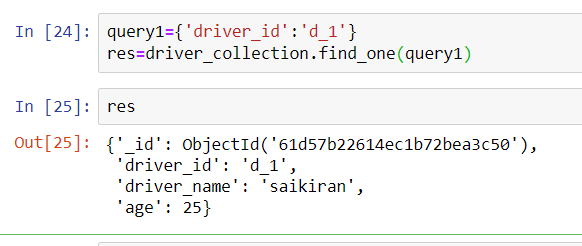 In [24]: query1={'driver_id':'d_1'}
res=driver_collection.find_one(query1)
In [25]: res
Out[25]: {'_id': ObjectId('61d57b22614ec1b72bea3c50'),
'driver_id': 'd_1',
'driver_name': 'saikiran',
'age': 25}